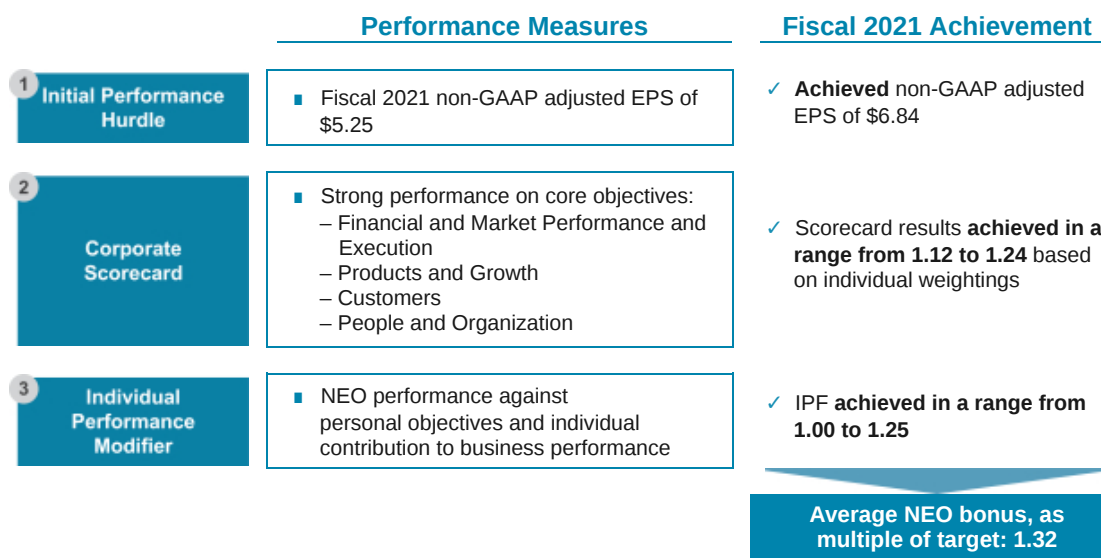 Performance Measures
Fiscal 2021 Achievement
1
Initial Performance
Hurdle
▪ Fiscal 2021 non-GAAP adjusted EPS of
$5.25
✓ Achieved non-GAAP adjusted
EPS of $6.84
2
Corporate
Scorecard
▪ Strong performance on core objectives:
– Financial and Market Performance and
Execution
– Products and Growth
– Customers
– People and Organization
✓ Scorecard results achieved in a
range from 1.12 to 1.24 based
on individual weightings
3
Individual
Performance
Modifier
▪ NEO performance against
personal objectives and individual
contribution to business performance
✓ IPF achieved in a range from
1.00 to 1.25
Average NEO bonus, as
multiple of target: 1.32